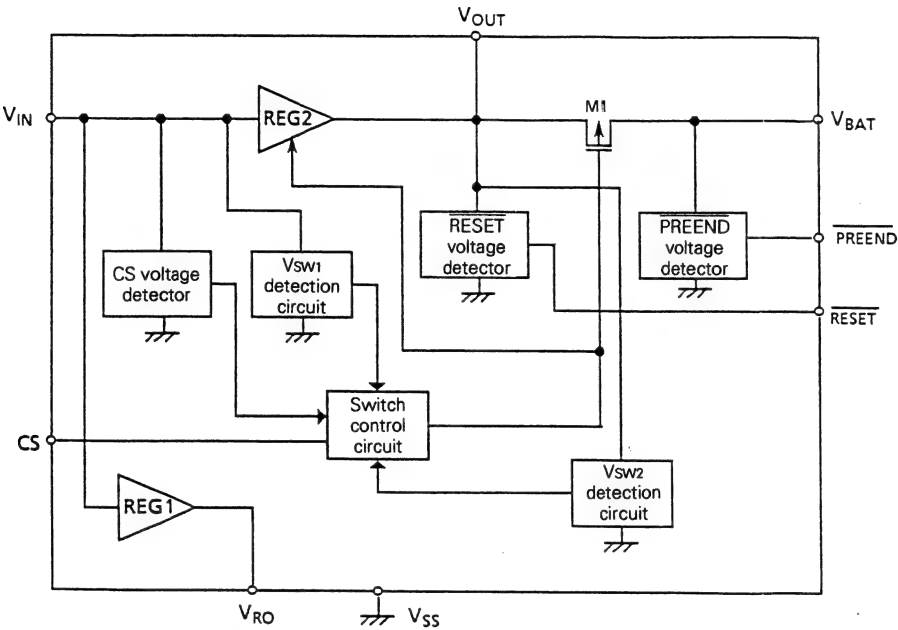 VOUT
VIN
REG2
M1
VBAT
RESET
voltage
detector
PREEND
voltage
detector
PREEND
CS voltage
detector
VSW1
detection
circuit
RESET
Switch
control
circuit
CS
VSW2
detection
circuit
REG1
VRO
VSS